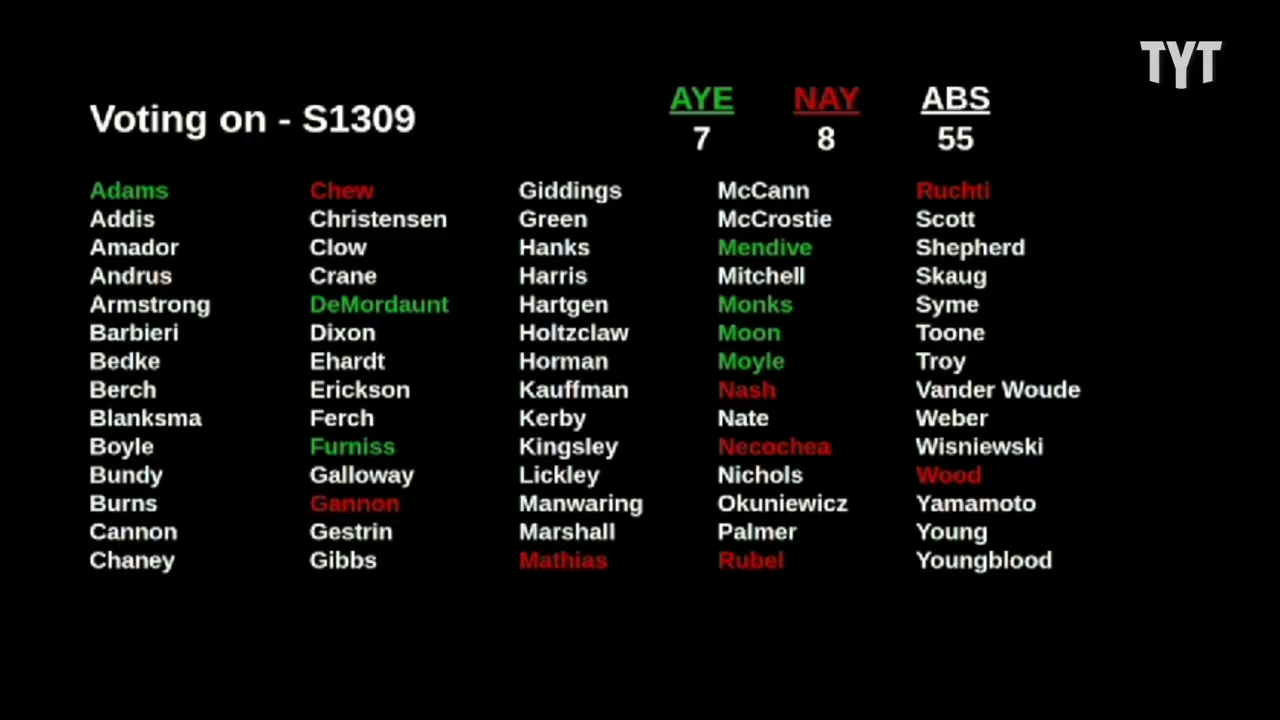 TYT
Voting on - S1309
AYE NAY ABS
7 8 55
Adams Chew Giddings McCann Ruchti
Addis Christensen Green McCrostie Scott
Amador Clow Hanks Mendive Shepherd
Andrus Crane Harris Mitchell Skaug
Armstrong DeMordaunt Hartgen Monks Syme
Barbieri Dixon Holtzclaw Moon Toone
Bedke Ehardt Horman Moyle Troy
Berch Erickson Kauffman Nash Vander Woude
Blanksma Ferch Kerby Nate Weber
Boyle Furniss Kingsley Necochea Wisniewski
Bundy Galloway Lickley Nichols Wood
Burns Gannon Manwaring Okuniewicz Yamamoto
Cannon Gestrin Marshall Palmer Young
Chaney Gibbs Mathias Rubel Youngblood